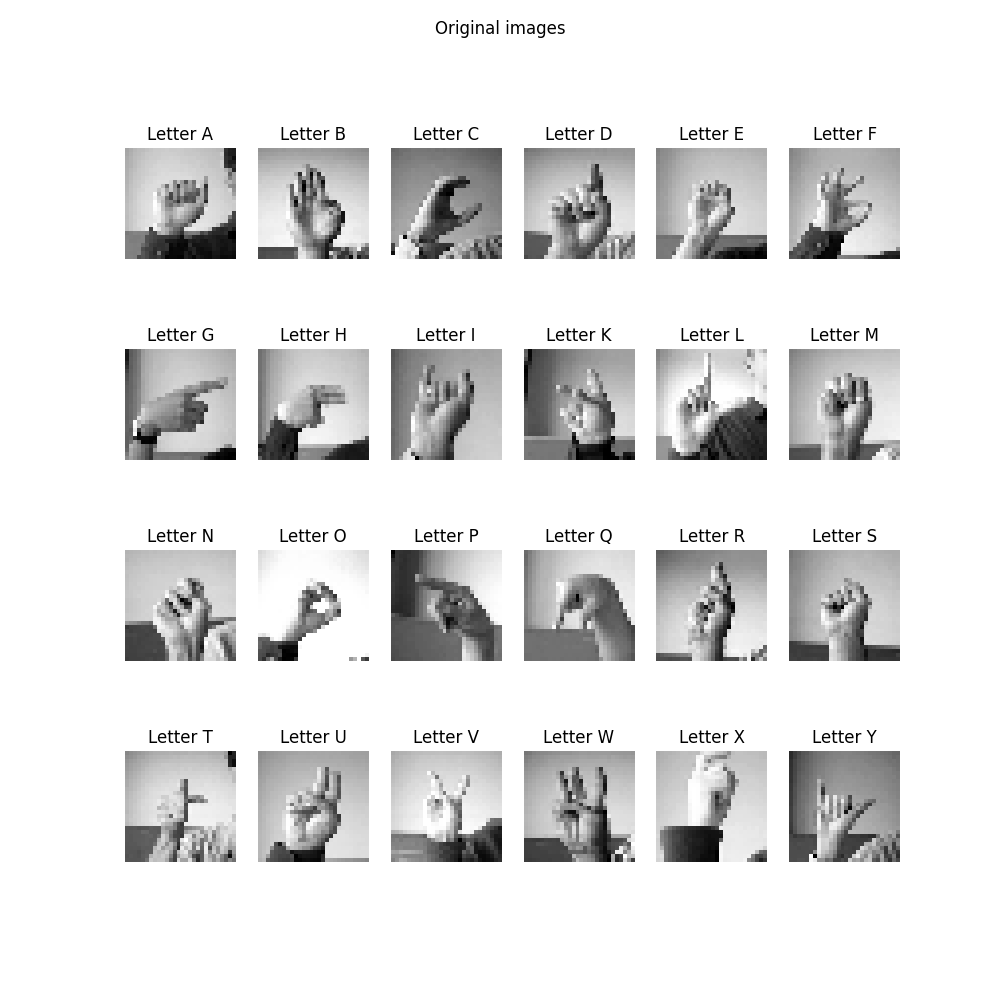 Original images
Letter A Letter B Letter C Letter D Letter E Letter F
Letter G Letter H Letter I Letter K Letter L Letter M
Letter N Letter O Letter P Letter Q Letter R Letter S
Letter T Letter U Letter V Letter W Letter X Letter Y